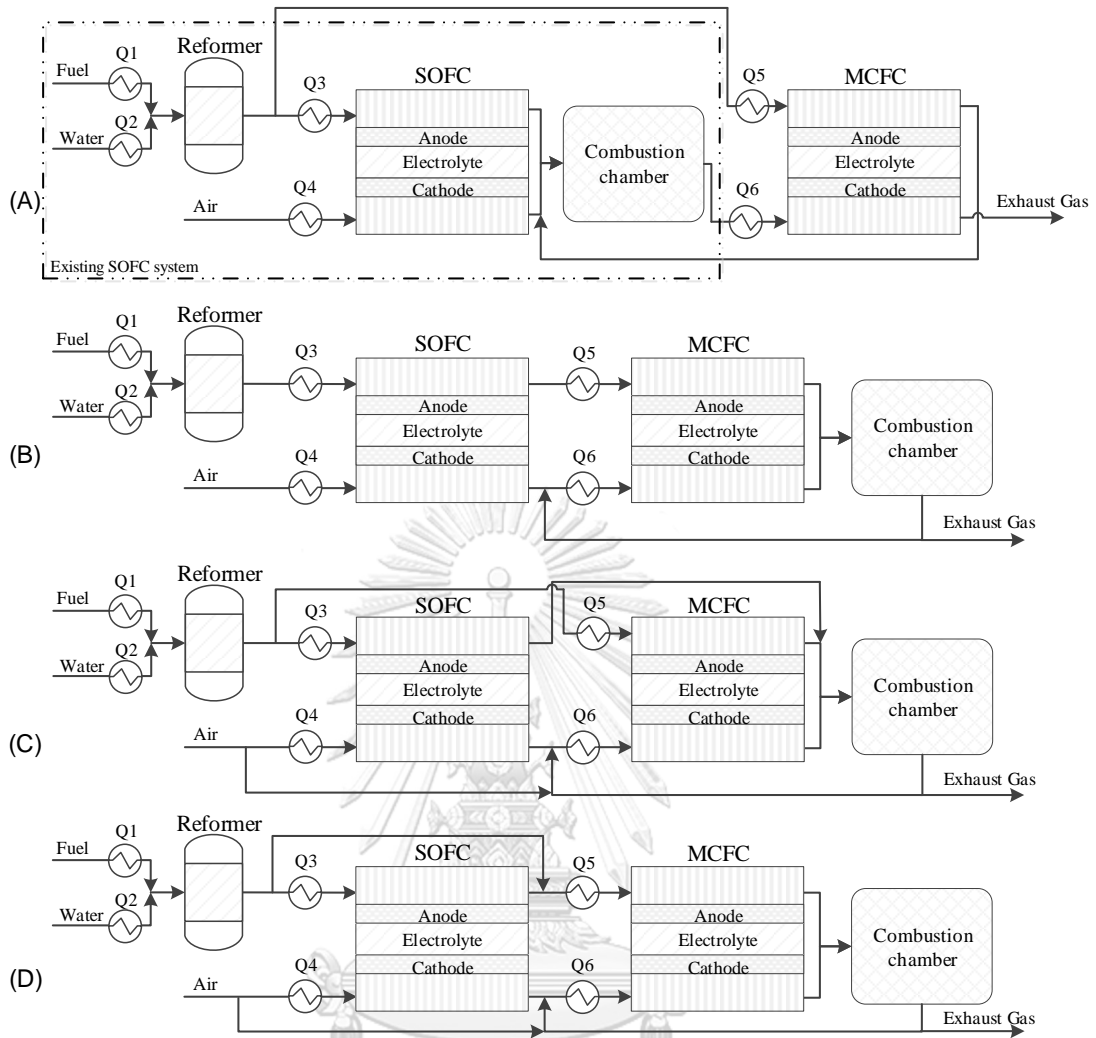 Reformer
SOFC
MCFC
Fuel
Q1
Q3
Q5
Water
Q2
Anode
Electrolyte
Cathode
Combustion
chamber
Anode
Electrolyte
Cathode
(A)
Air
Q4
Q6
Exhaust Gas
Existing SOFC system
Reformer
SOFC
MCFC
Fuel
Q1
Q3
Q5
Water
Q2
Anode
Electrolyte
Cathode
Anode
Electrolyte
Cathode
Combustion
chamber
(B)
Air
Q4
Q6
Exhaust Gas
Reformer
SOFC
MCFC
Fuel
Q1
Q3
Q5
Water
Q2
Anode
Electrolyte
Cathode
Anode
Electrolyte
Cathode
Combustion
chamber
(C)
Air
Q4
Q6
Exhaust Gas
Reformer
SOFC
MCFC
Fuel
Q1
Q3
Q5
Water
Q2
Anode
Electrolyte
Cathode
Anode
Electrolyte
Cathode
Combustion
chamber
(D)
Air
Q4
Q6
Exhaust Gas